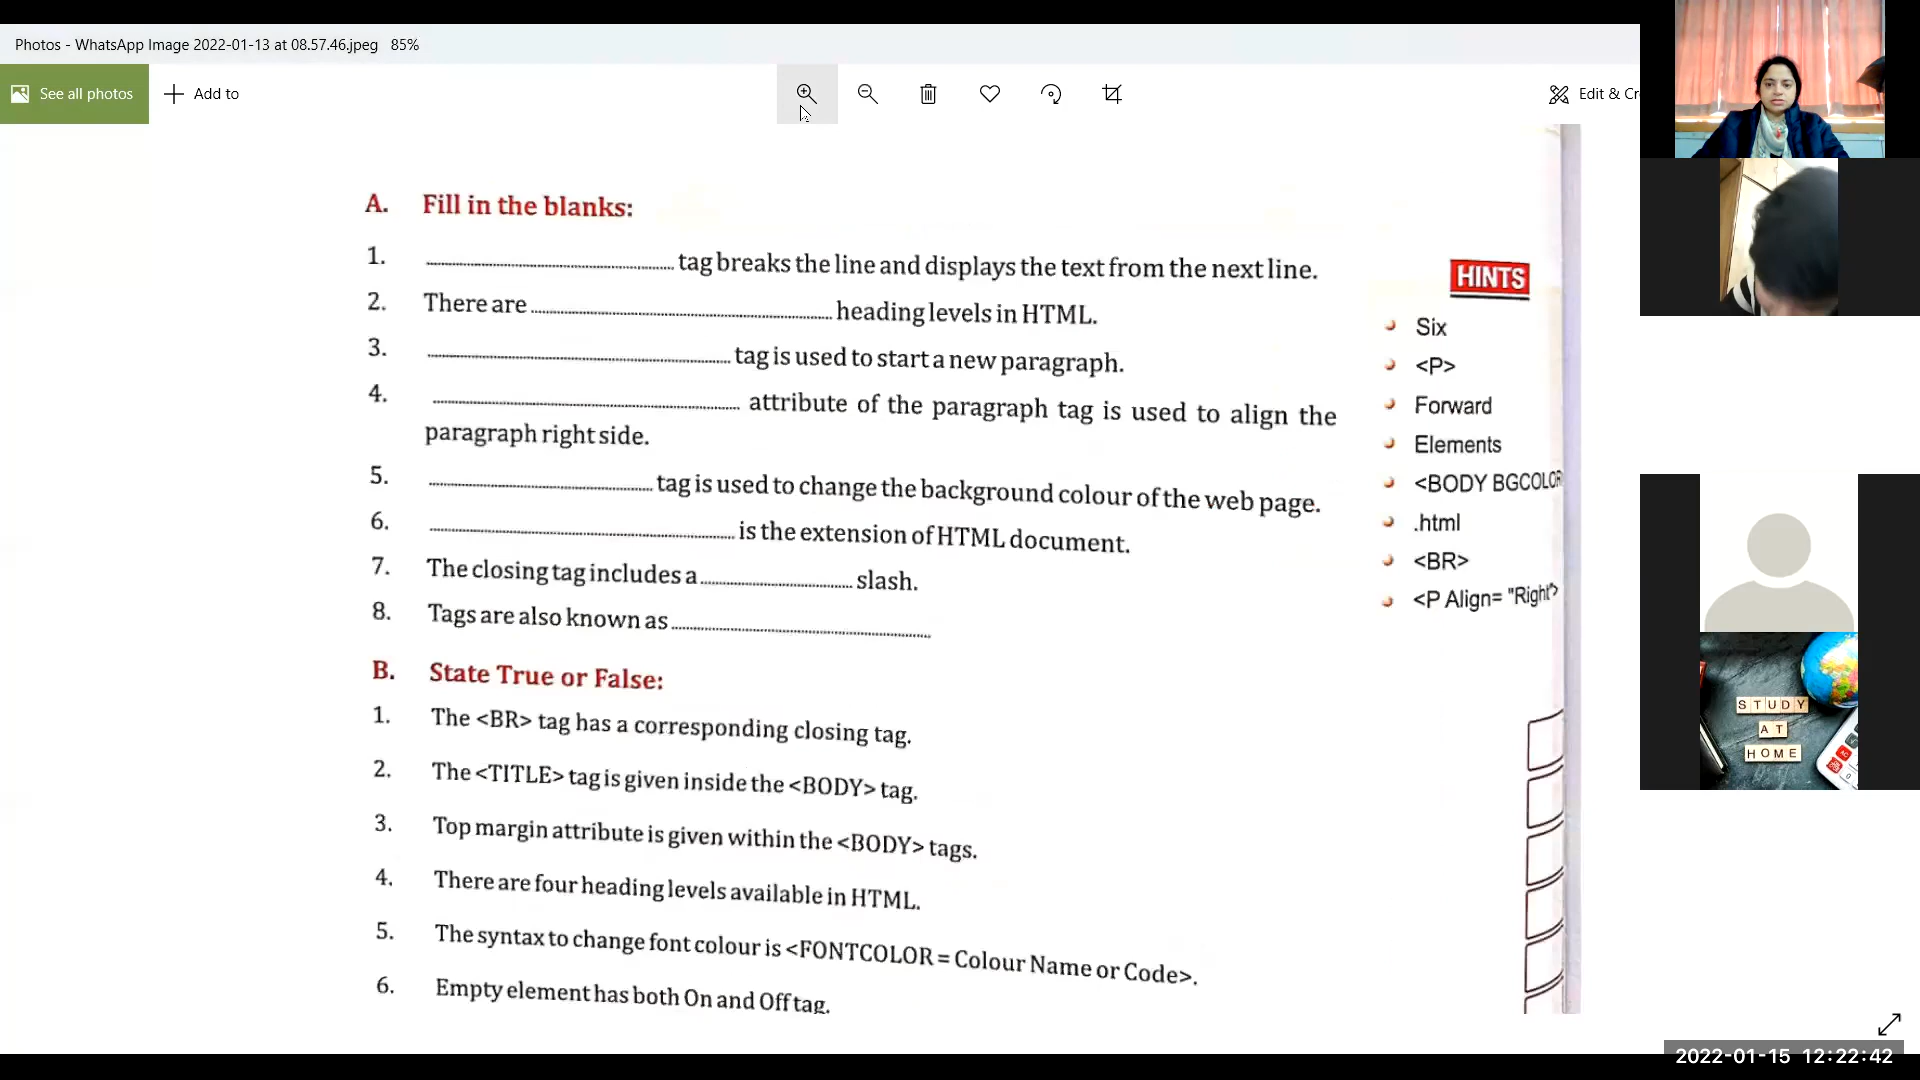 Photos - WhatsApp Image 2022-01-13 at 08.57.46.jpeg 85%
See all photos
Add to
Edit & Cr
A. Fill in the blanks:
1. ........ tag breaks the line and displays the text from the next line.
2. There are ........ heading levels in HTML.
3. ........ tag is used to start a new paragraph.
4. ........ attribute of the paragraph tag is used to align the
paragraph right side.
5. ........ tag is used to change the background colour of the web page.
6. ........ is the extension of HTML document.
7. The closing tag includes a ........ slash.
8. Tags are also known as ........
HINTS
Six
<P>
Forward
Elements
<BODY BGCOLOR
.html
<BR>
<P Align= "Right">
B. State True or False:
1. The <BR> tag has a corresponding closing tag.
2. The <TITLE> tag is given inside the <BODY> tag.
3. Top margin attribute is given within the <BODY> tags.
4. There are four heading levels available in HTML.
5. The syntax to change font colour is <FONTCOLOR = Colour Name or Code>.
6. Empty element has both On and Off tag.
STUDY
AT
HOME
2022-01-15 12:22:42